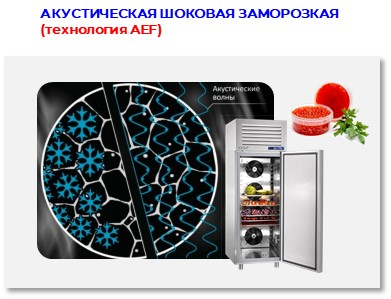 АКУСТИЧЕСКАЯ ШОКОВАЯ ЗАМОРОЗКАЯ
(технология AEF)
Акустические
волны